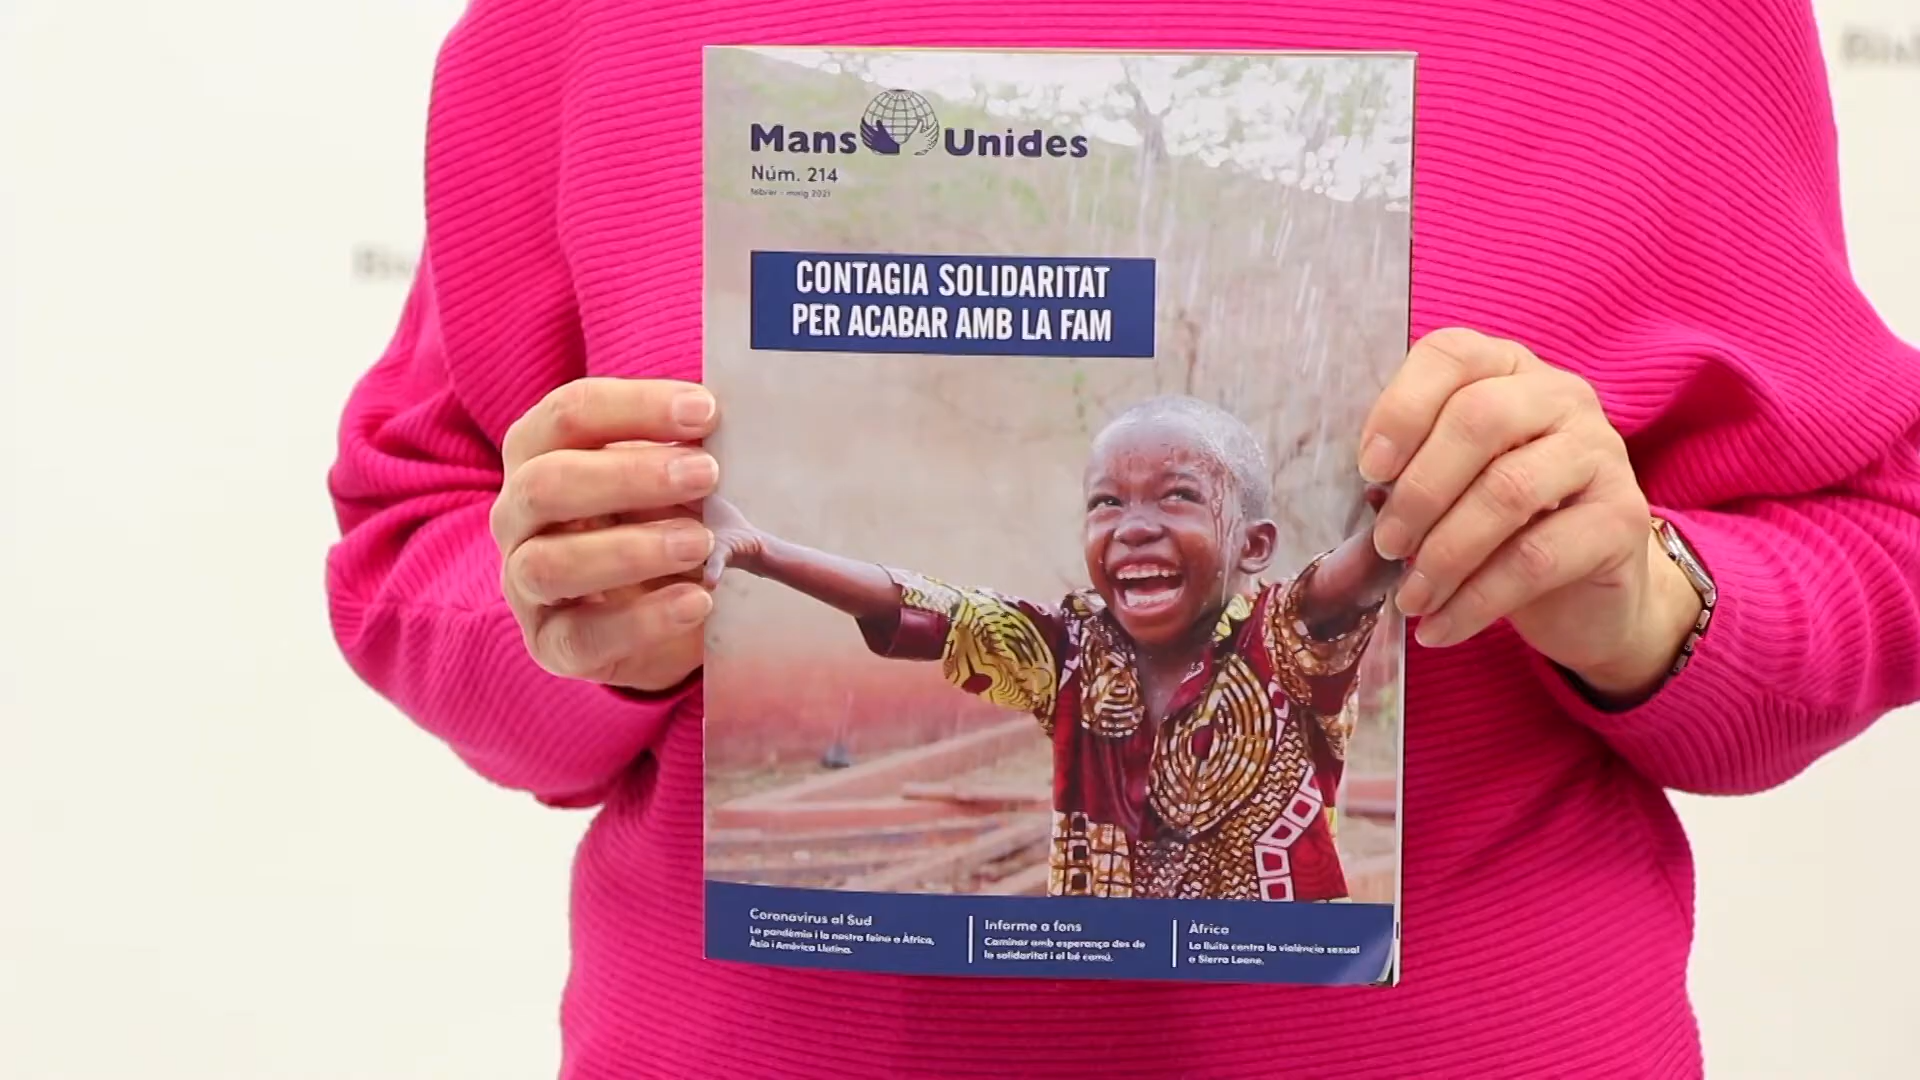 Mans Unides
Núm. 214
febrer - maig 2021
CONTAGIA SOLIDARITAT
PER ACABAR AMB LA FAM
Coronavirus al Sud
La pandèmia i la nostra feina a Àfrica,
Àsia i Amèrica Llatina.
Informe a fons
Caminar amb esperança des de
la solidaritat i el bé comú.
Àfrica
La lluita contra la violència sexual
a Sierra Leone.